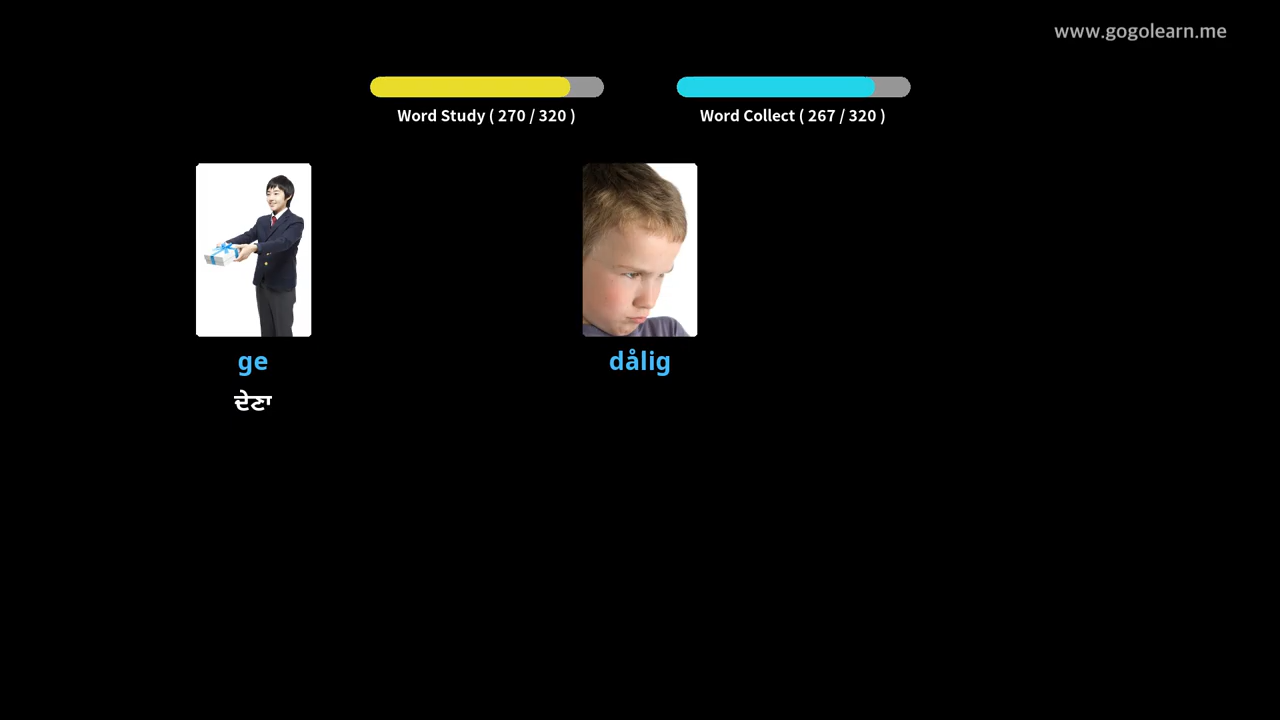 www.gogolearn.me
Word Study ( 270 / 320 )
Word Collect ( 267 / 320 )
ge
dålig
ਦੇਣਾ